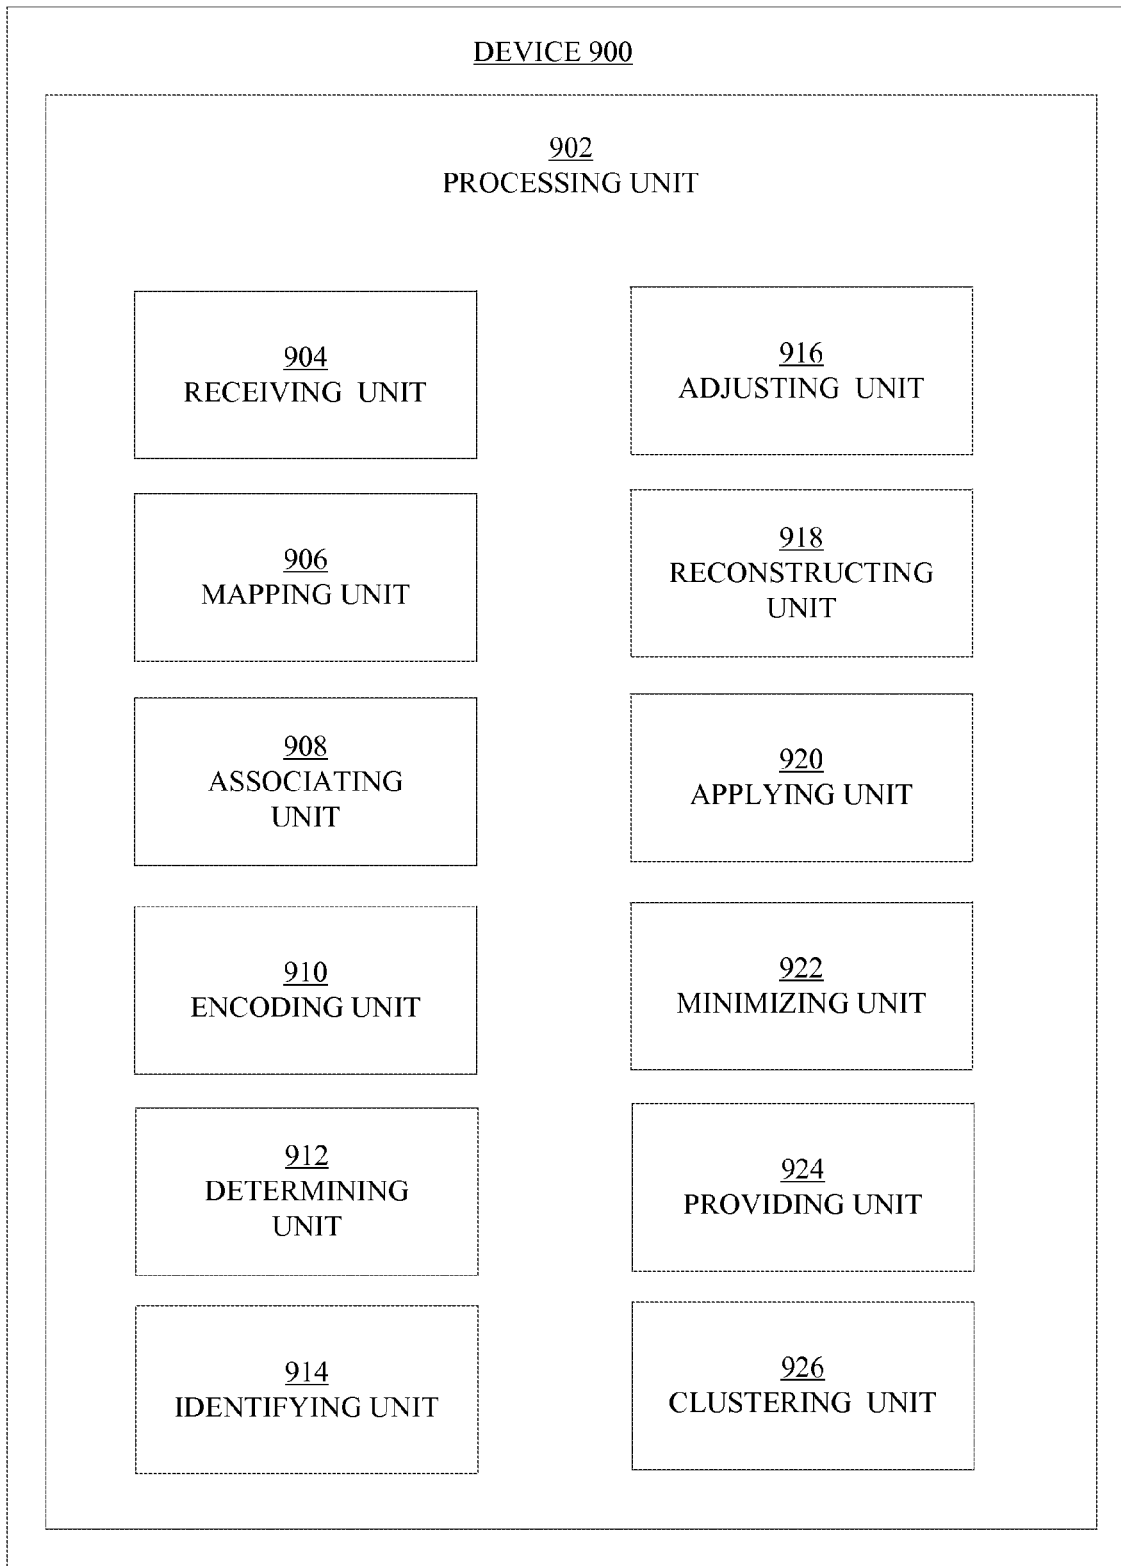 DEVICE 900
902
PROCESSING UNIT
904
RECEIVING UNIT
906
MAPPING UNIT
908
ASSOCIATING
UNIT
910
ENCODING UNIT
912
DETERMINING
UNIT
914
IDENTIFYING UNIT
916
ADJUSTING UNIT
918
RECONSTRUCTING
UNIT
920
APPLYING UNIT
922
MINIMIZING UNIT
924
PROVIDING UNIT
926
CLUSTERING UNIT